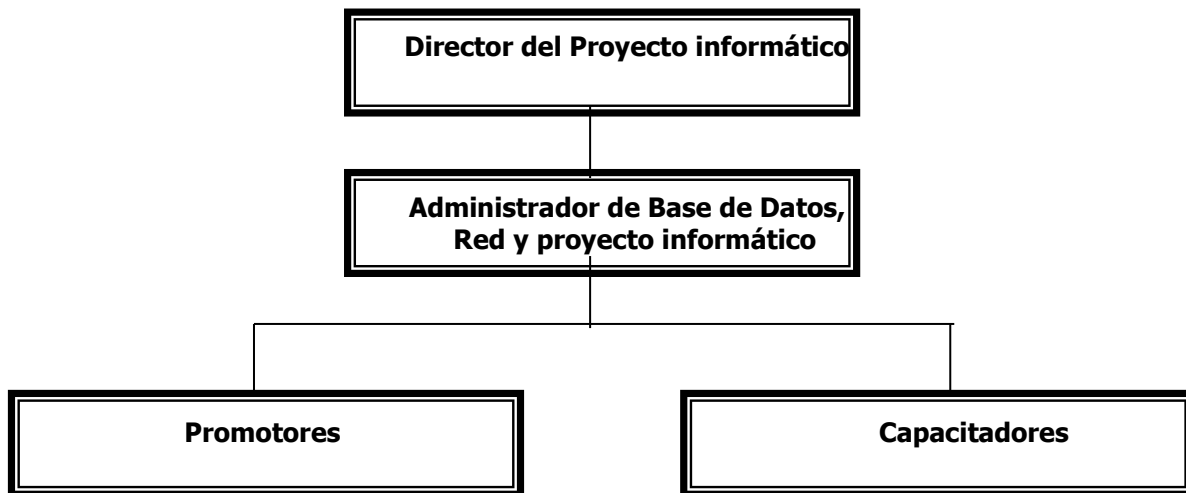 Director del Proyecto informático
Administrador de Base de Datos,
Red y proyecto informático
Promotores
Capacitadores